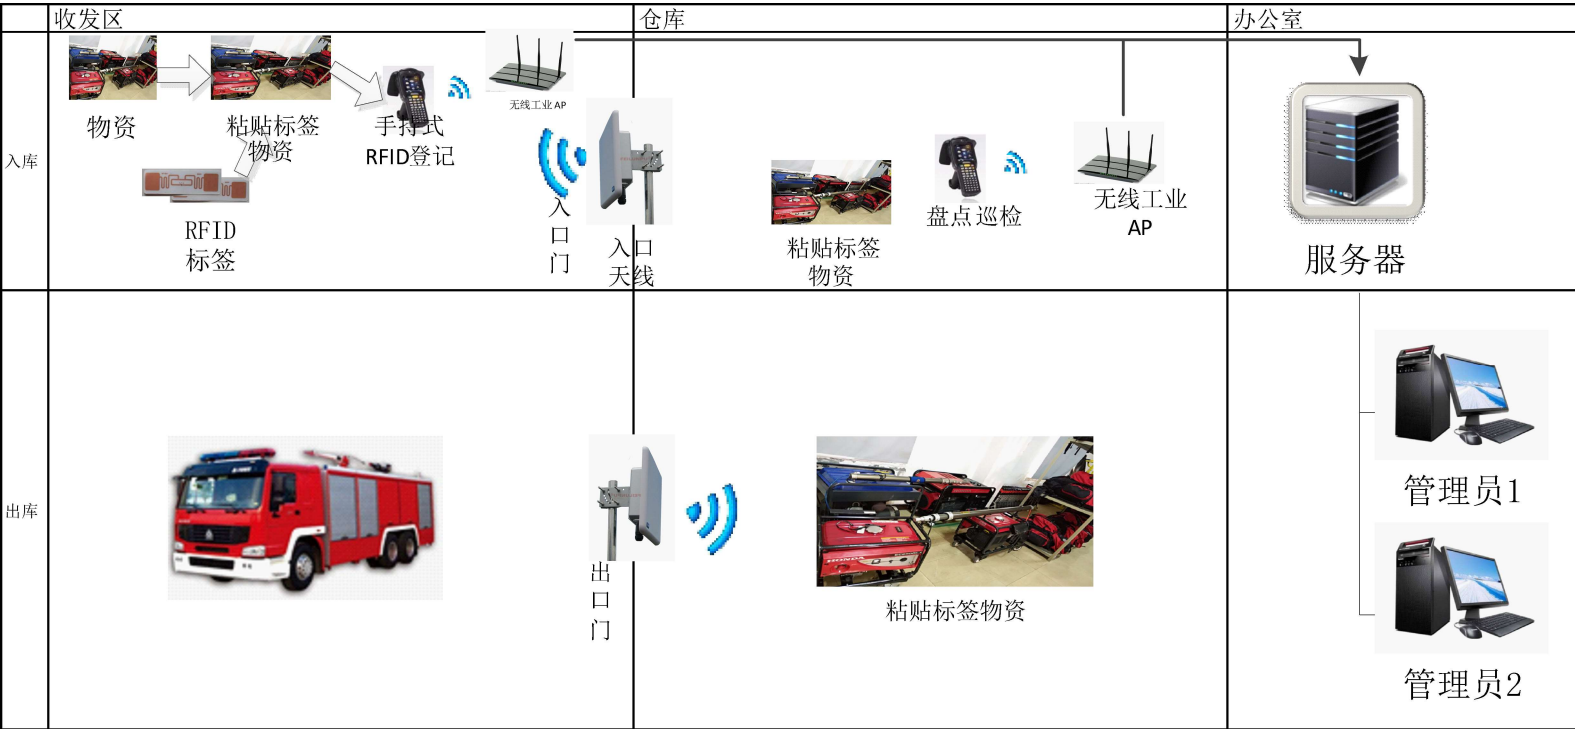 收发区
仓库
办公室
入库
物资
粘贴标签
物资
手持式
RFID登记
无线工业 AP
RFID
标签
入
口
门
入口
天线
粘贴标签
物资
盘点巡检
无线工业
AP
服务器
出库
出
口
门
粘贴标签物资
管理员1
管理员2